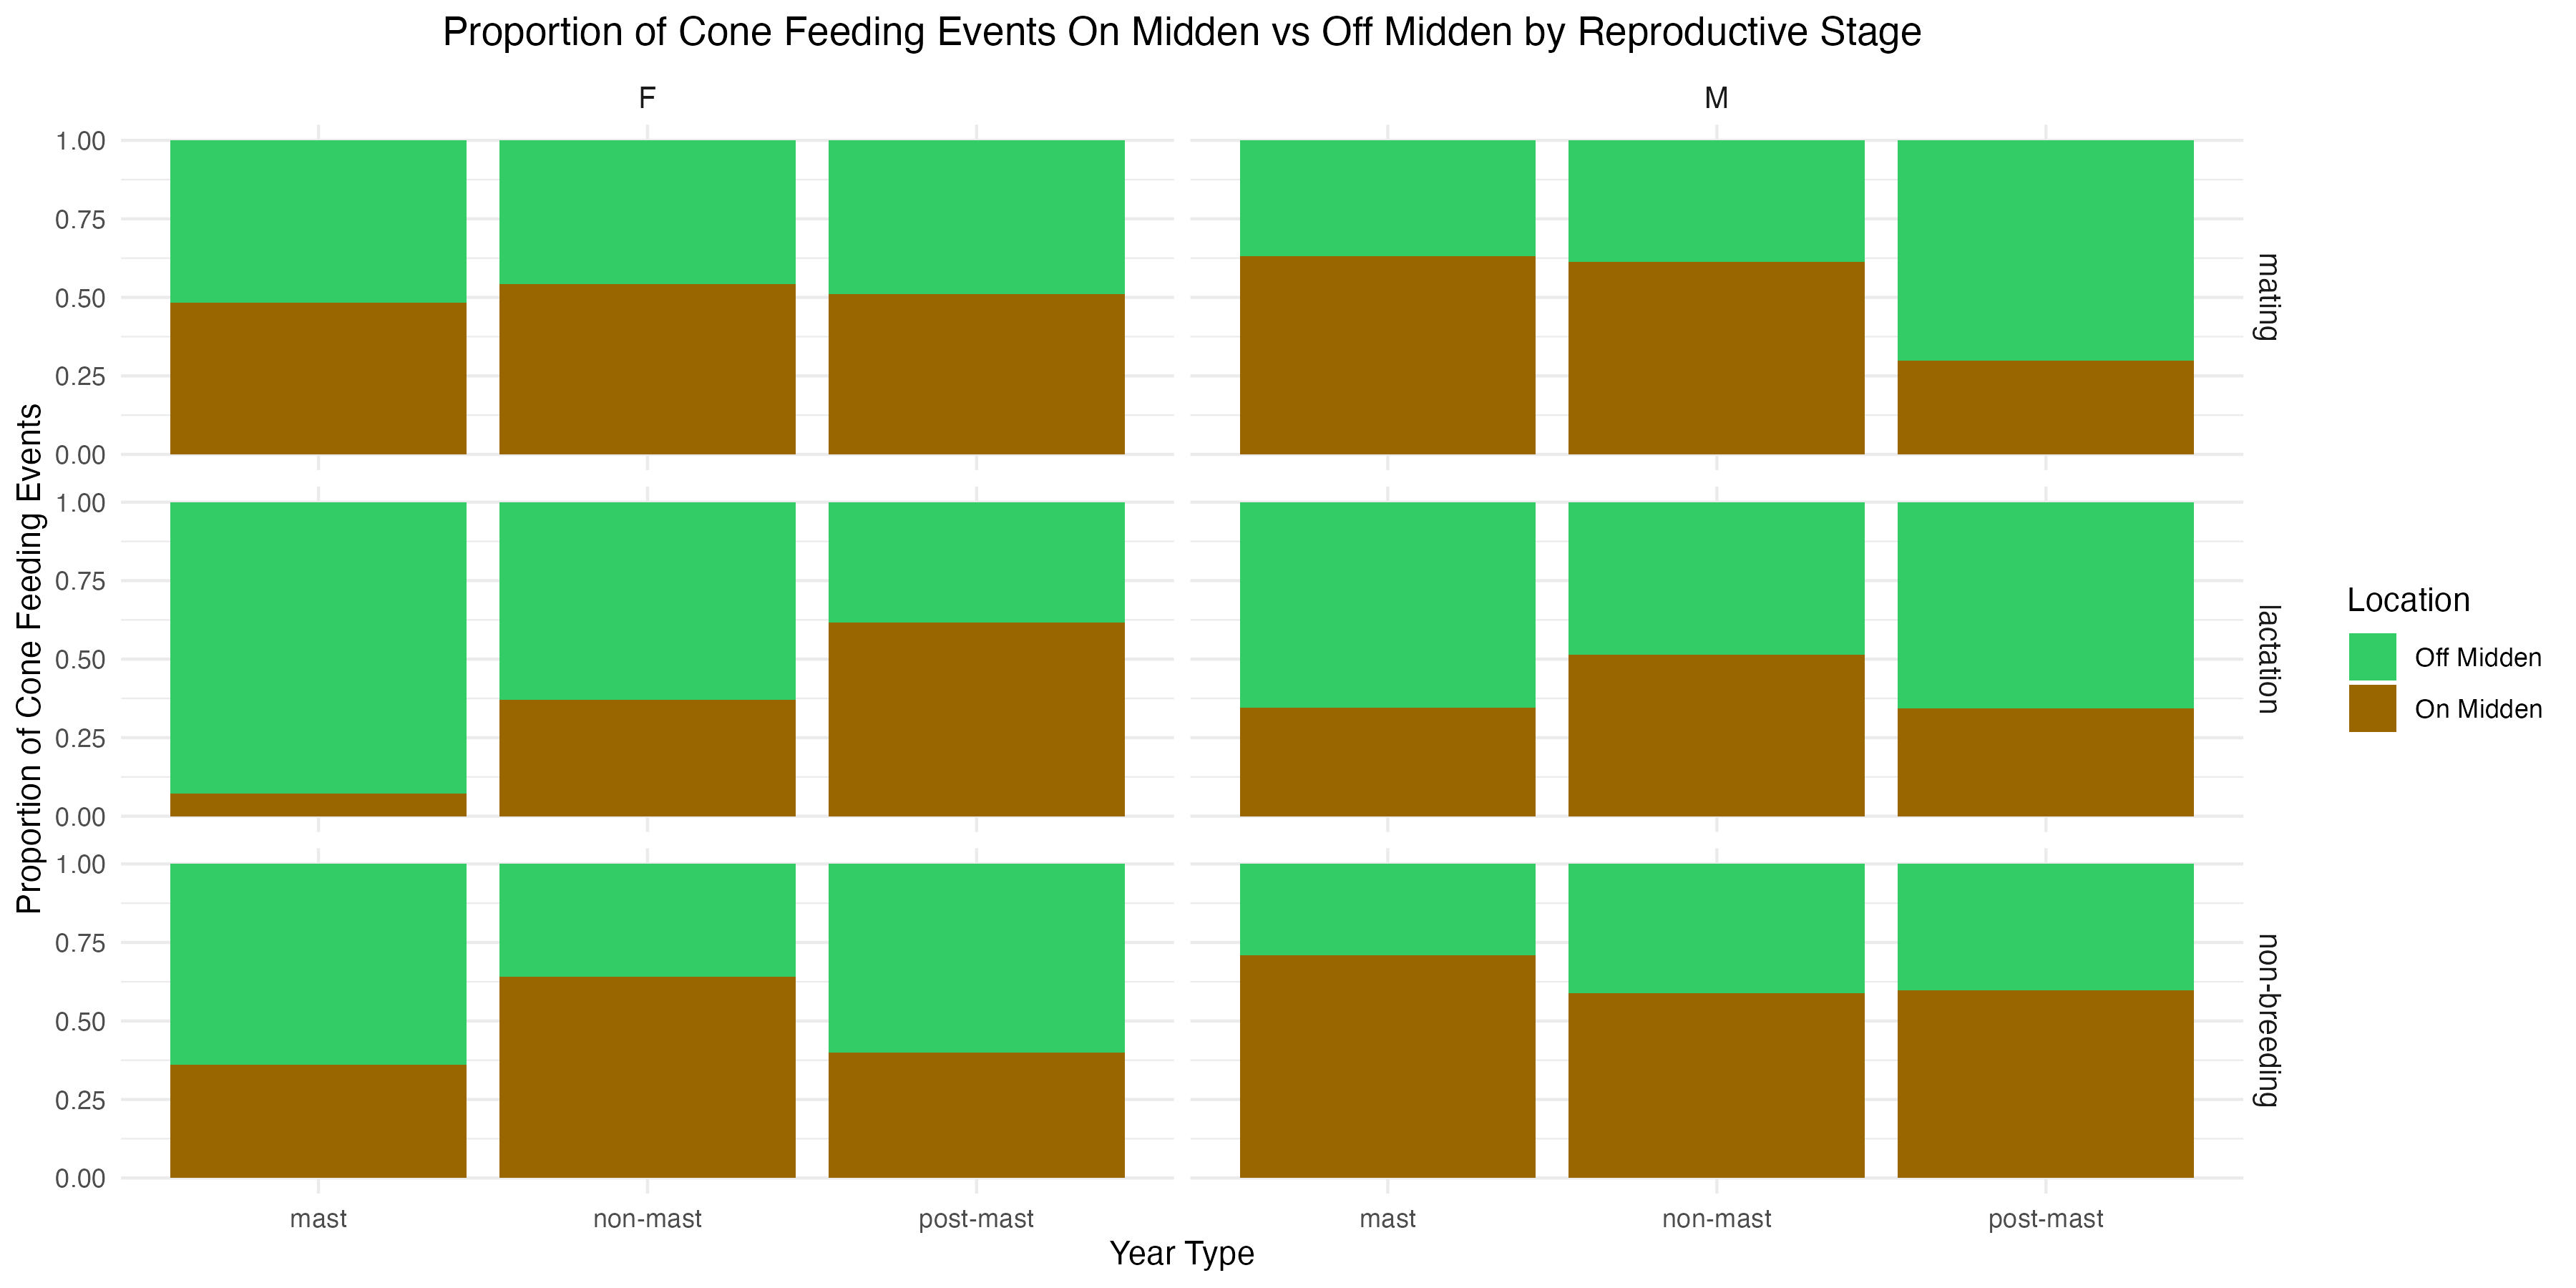 Proportion of Cone Feeding Events On Midden vs Off Midden by Reproductive Stage
F
M
1.00
0.75
0.50
0.25
0.00
mating
1.00
0.75
0.50
0.25
0.00
lactation
1.00
0.75
0.50
0.25
0.00
non-breeding
Proportion of Cone Feeding Events
mast
non-mast
post-mast
mast
non-mast
post-mast
Year Type
Location
Off Midden
On Midden